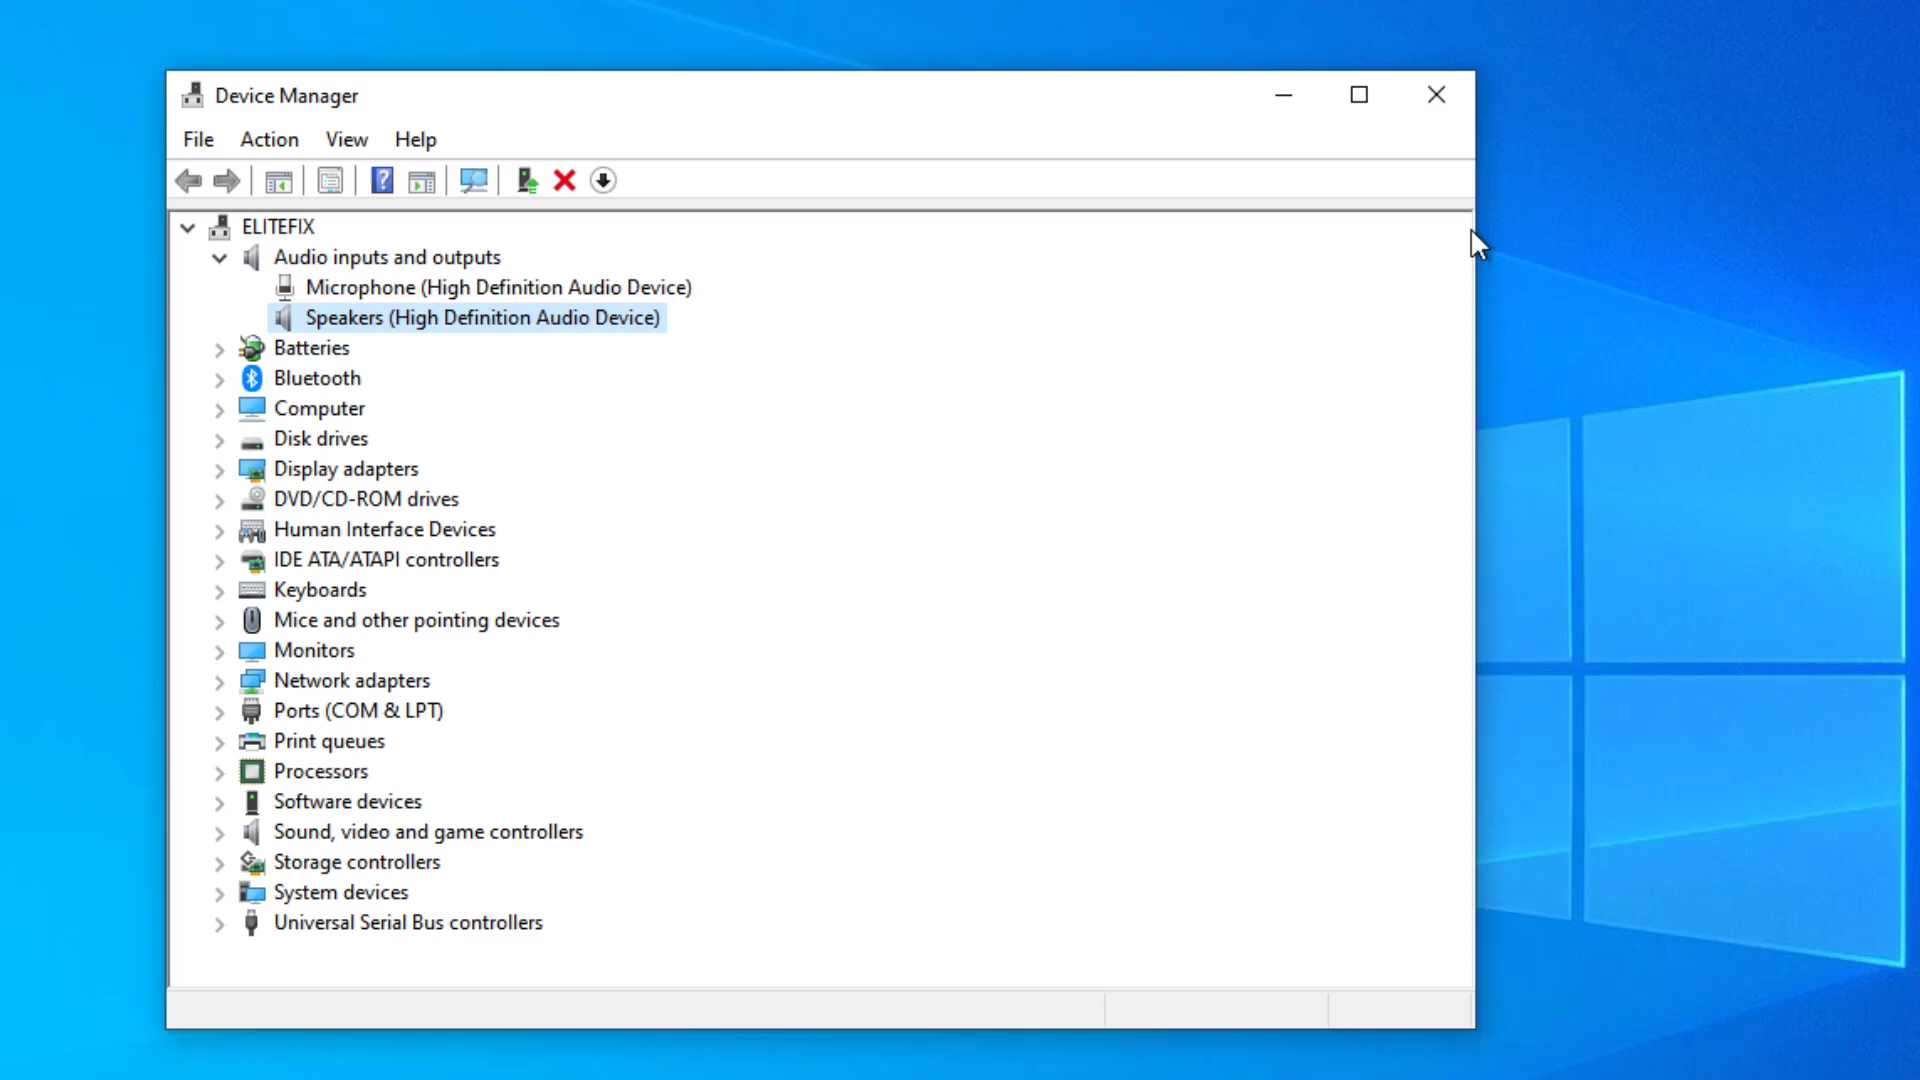 Device Manager
File Action View Help
ELITEFIX
Audio inputs and outputs
Microphone (High Definition Audio Device)
Speakers (High Definition Audio Device)
Batteries
Bluetooth
Computer
Disk drives
Display adapters
DVD/CD-ROM drives
Human Interface Devices
IDE ATA/ATAPI controllers
Keyboards
Mice and other pointing devices
Monitors
Network adapters
Ports (COM & LPT)
Print queues
Processors
Software devices
Sound, video and game controllers
Storage controllers
System devices
Universal Serial Bus controllers